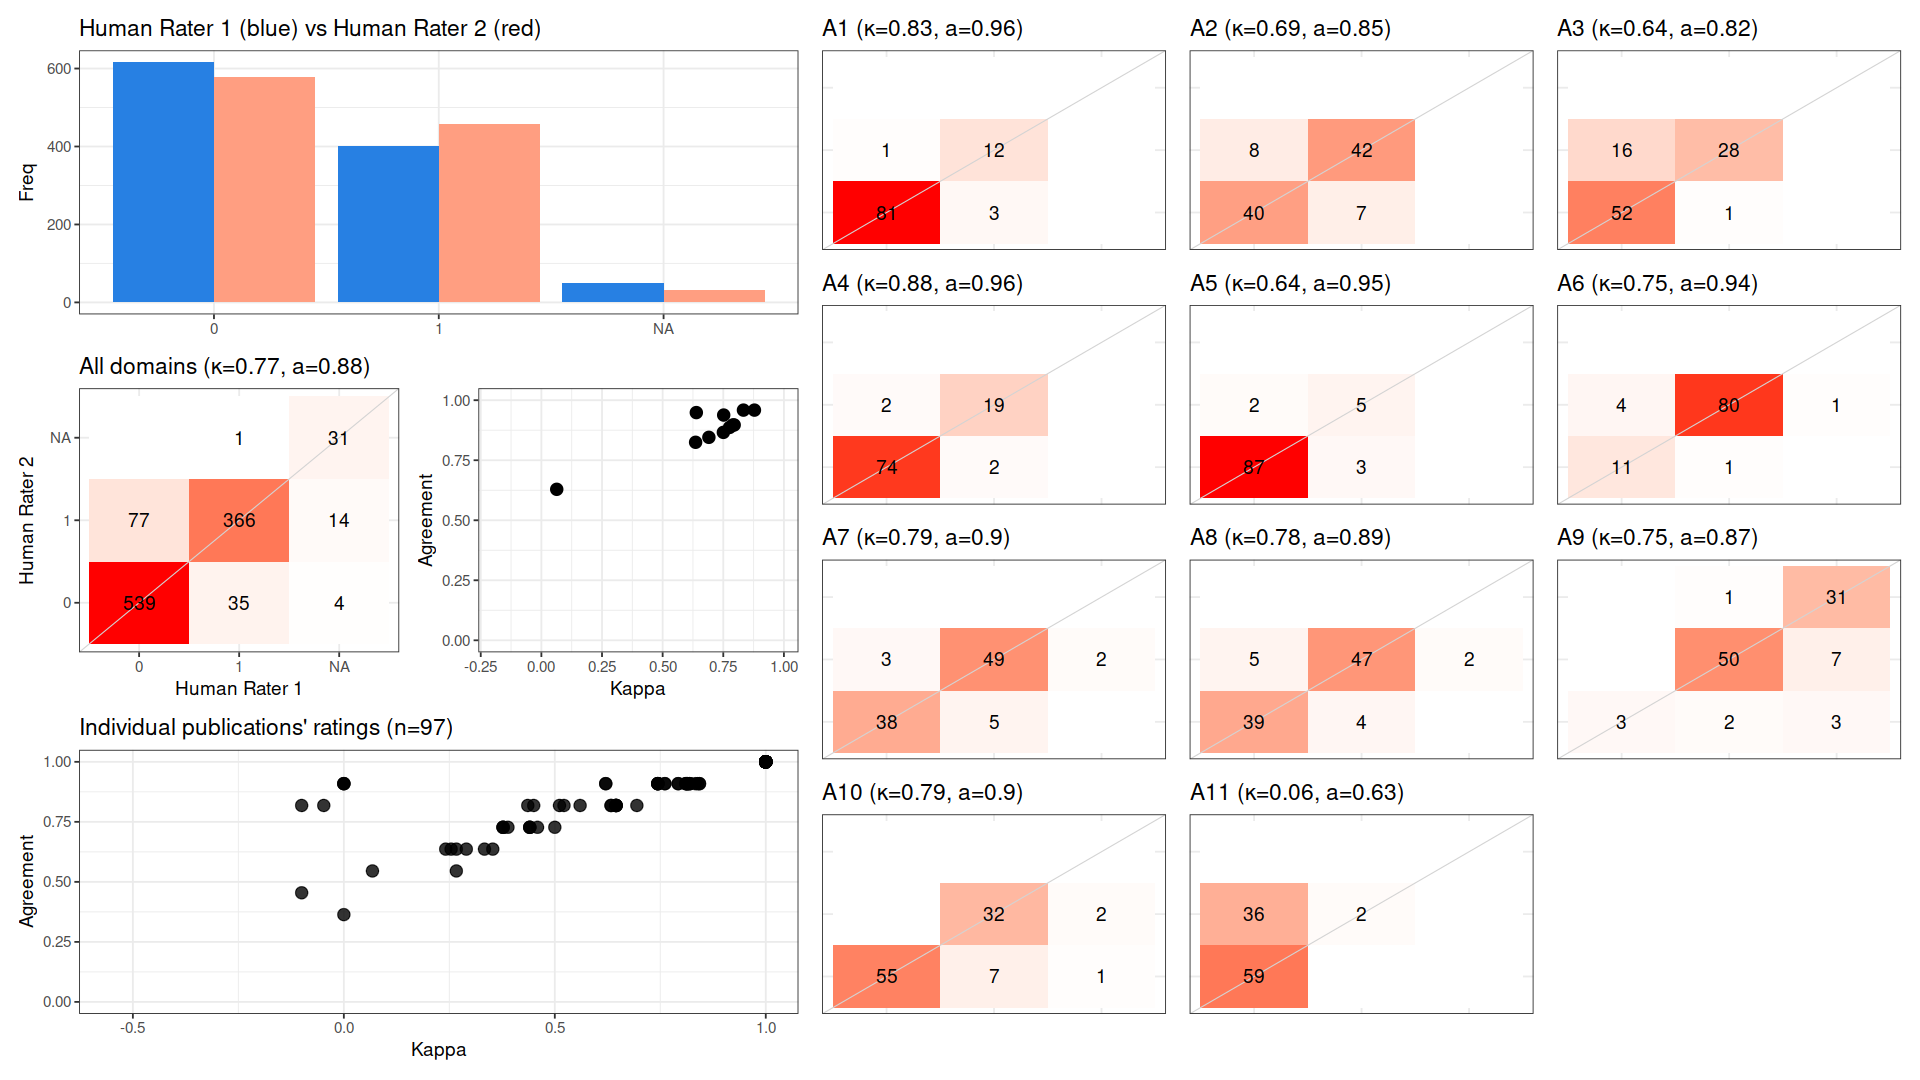 Human Rater 1 (blue) vs Human Rater 2 (red)
Freq
600
400
200
0
0 1 NA
All domains (κ=0.77, a=0.88)
Human Rater 2
NA
1
0
1 31
77 366 14
539 35 4
0 1 NA
Human Rater 1
Agreement
1.00
0.75
0.50
0.25
0.00
-0.25 0.00 0.25 0.50 0.75 1.00
Kappa
Individual publications' ratings (n=97)
Agreement
1.00
0.75
0.50
0.25
0.00
-0.5 0.0 0.5 1.0
Kappa
A1 (κ=0.83, a=0.96)
1 12
81 3
A2 (κ=0.69, a=0.85)
8 42
40 7
A3 (κ=0.64, a=0.82)
16 28
52 1
A4 (κ=0.88, a=0.96)
2 19
74 2
A5 (κ=0.64, a=0.95)
2 5
87 3
A6 (κ=0.75, a=0.94)
4 80 1
11 1
A7 (κ=0.79, a=0.9)
3 49 2
38 5
A8 (κ=0.78, a=0.89)
5 47 2
39 4
A9 (κ=0.75, a=0.87)
1 31
50 7
3 2 3
A10 (κ=0.79, a=0.9)
32 2
55 7 1
A11 (κ=0.06, a=0.63)
36 2
59